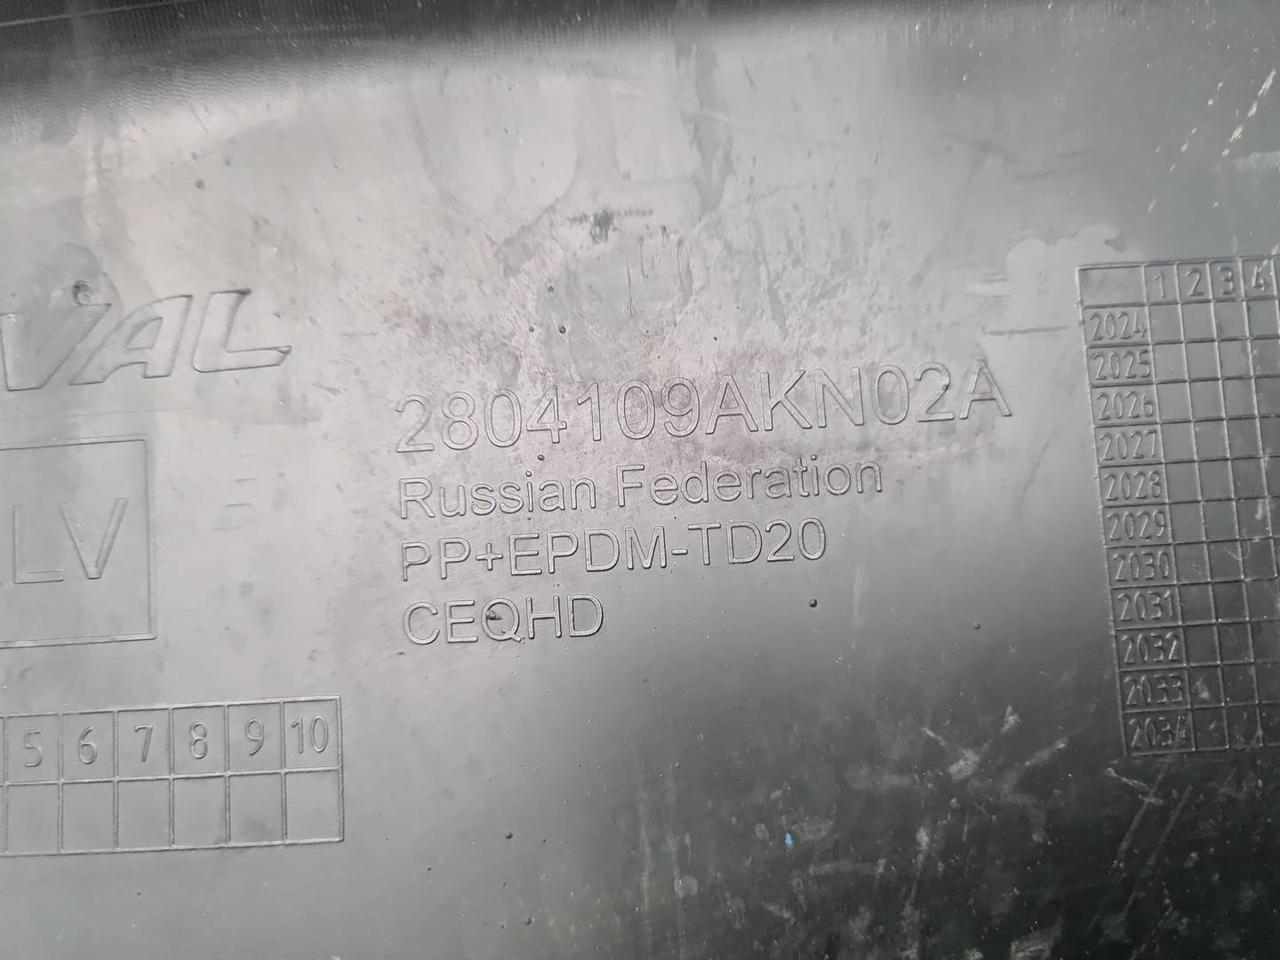 VAL
2804109AKN02A
Russian Federation
PP+EPDM-TD20
CEQHD
LV
5 6 7 8 9 10
1 2 3 4
2024
2025
2026
2027
2028
2029
2030
2031
2032
2033
2034